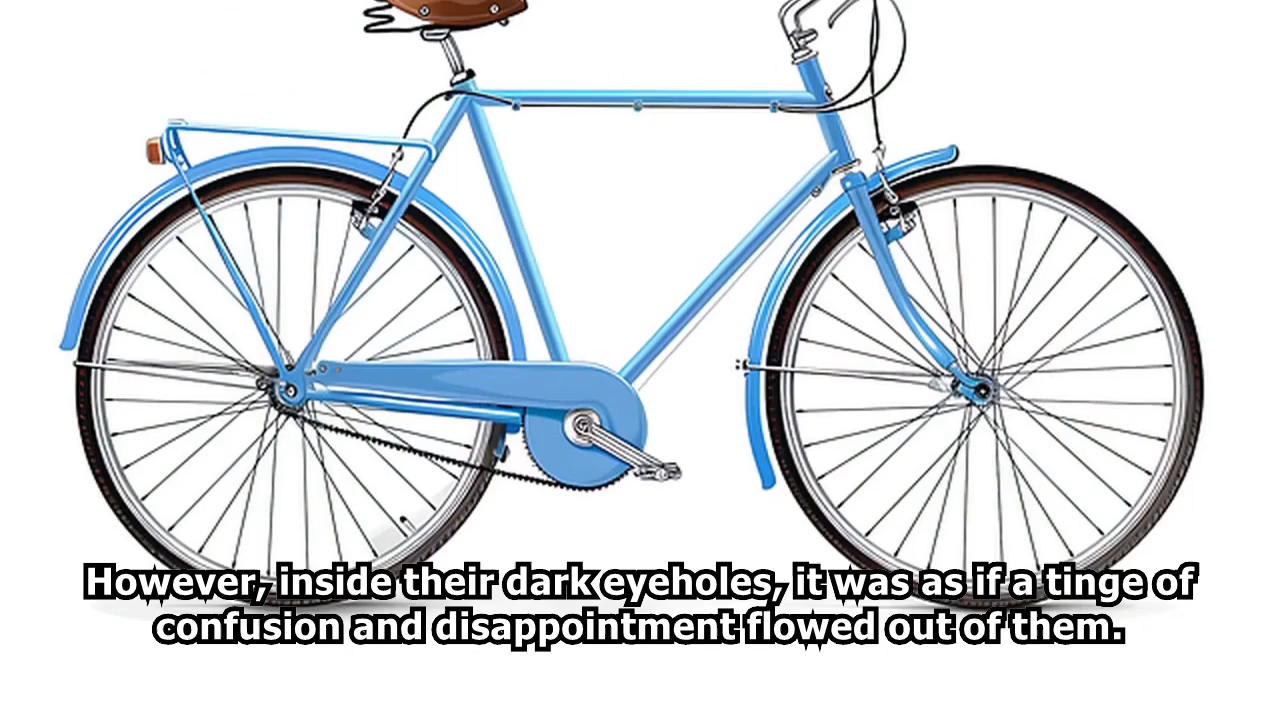 However, inside their dark eyeholes, it was as if a tinge of
confusion and disappointment flowed out of them.